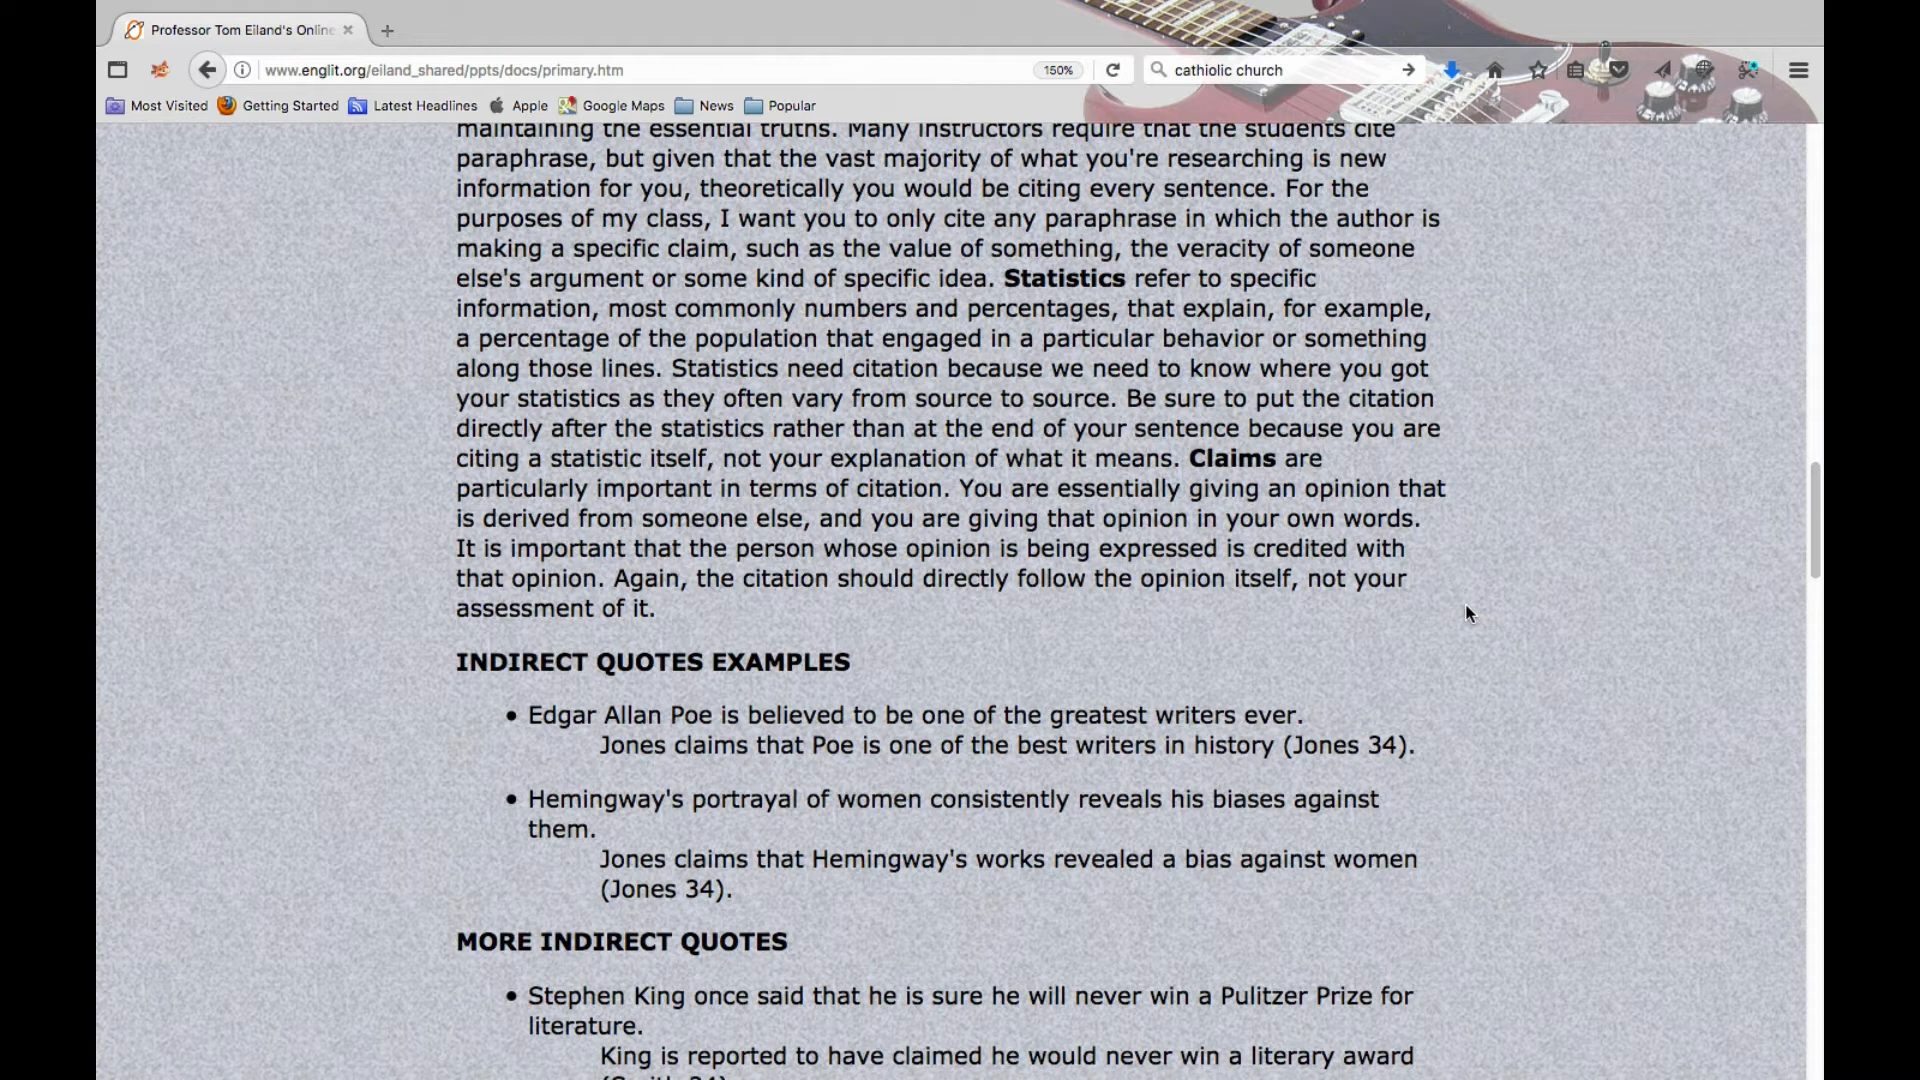 Professor Tom Eiland's Online
www.englit.org/eiland_shared/ppts/docs/primary.htm
150%
cathiolic church
Most Visited
Getting Started
Latest Headlines
Apple
Google Maps
News
Popular
maintaining the essential truths. Many instructors require that the students cite
paraphrase, but given that the vast majority of what you're researching is new
information for you, theoretically you would be citing every sentence. For the
purposes of my class, I want you to only cite any paraphrase in which the author is
making a specific claim, such as the value of something, the veracity of someone
else's argument or some kind of specific idea. Statistics refer to specific
information, most commonly numbers and percentages, that explain, for example,
a percentage of the population that engaged in a particular behavior or something
along those lines. Statistics need citation because we need to know where you got
your statistics as they often vary from source to source. Be sure to put the citation
directly after the statistics rather than at the end of your sentence because you are
citing a statistic itself, not your explanation of what it means. Claims are
particularly important in terms of citation. You are essentially giving an opinion that
is derived from someone else, and you are giving that opinion in your own words.
It is important that the person whose opinion is being expressed is credited with
that opinion. Again, the citation should directly follow the opinion itself, not your
assessment of it.
INDIRECT QUOTES EXAMPLES
• Edgar Allan Poe is believed to be one of the greatest writers ever.
Jones claims that Poe is one of the best writers in history (Jones 34).
• Hemingway's portrayal of women consistently reveals his biases against
them.
Jones claims that Hemingway's works revealed a bias against women
(Jones 34).
MORE INDIRECT QUOTES
• Stephen King once said that he is sure he will never win a Pulitzer Prize for
literature.
King is reported to have claimed he would never win a literary award